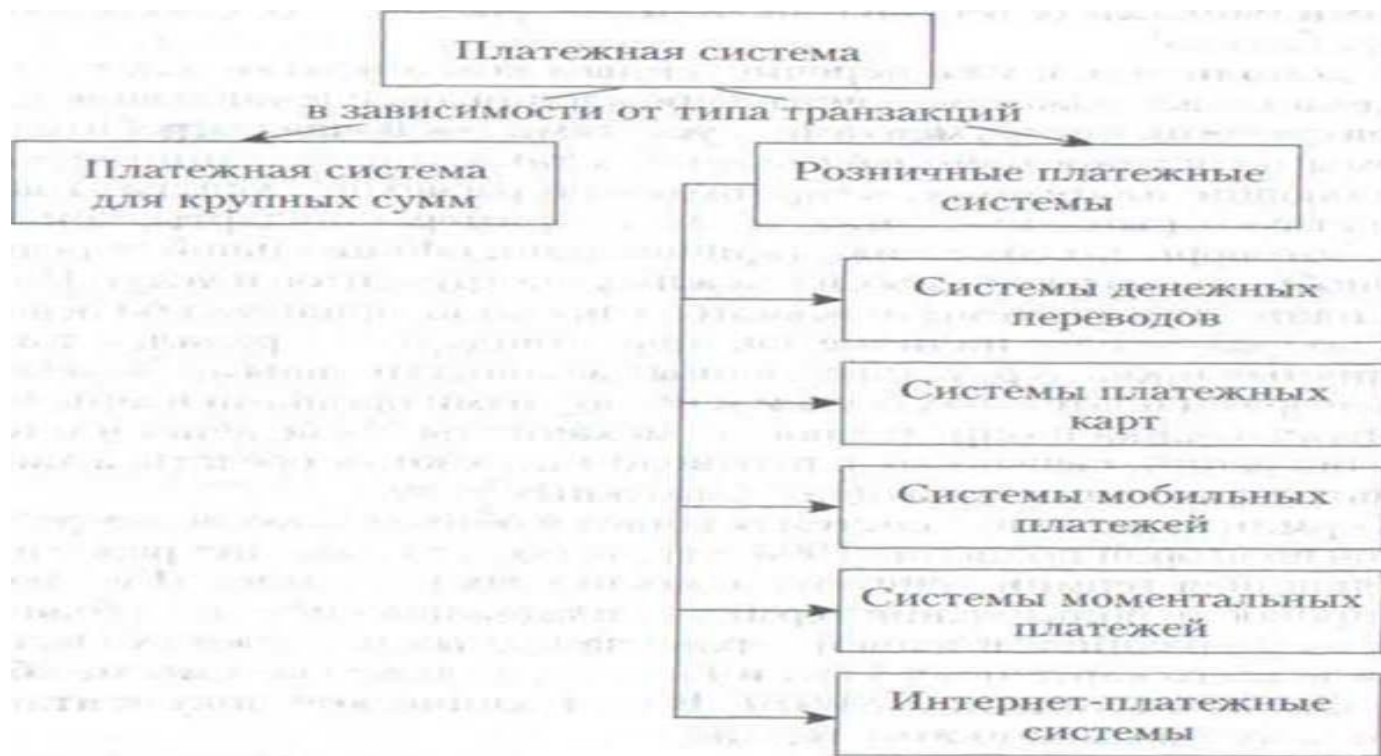 Платежная система
в зависимости от типа транзакций
Платежная система
для крупных сумм
Розничные платежные
системы
Системы денежных
переводов
Системы платежных
карт
Системы мобильных
платежей
Системы моментальных
платежей
Интернет-платежные
системы